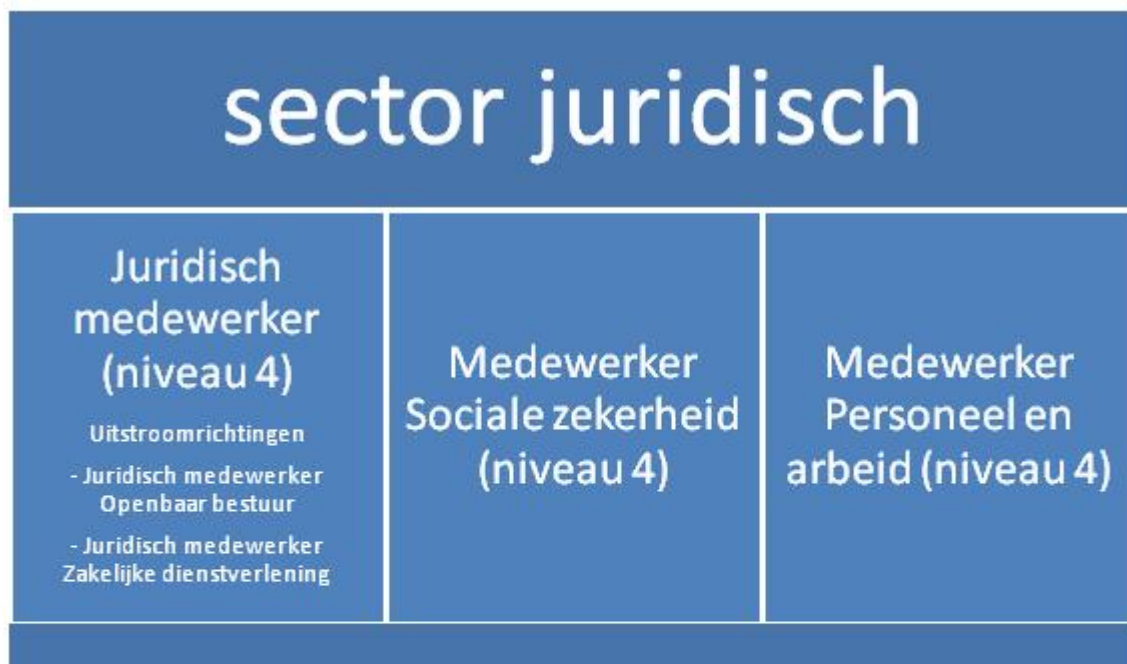 sector juridisch
Juridisch
medewerker
(niveau 4)
Uitstroomrichtingen
- Juridisch medewerker
Openbaar bestuur
- Juridisch medewerker
Zakelijke dienstverlening
Medewerker
Sociale zekerheid
(niveau 4)
Medewerker
Personeel en
arbeid (niveau 4)